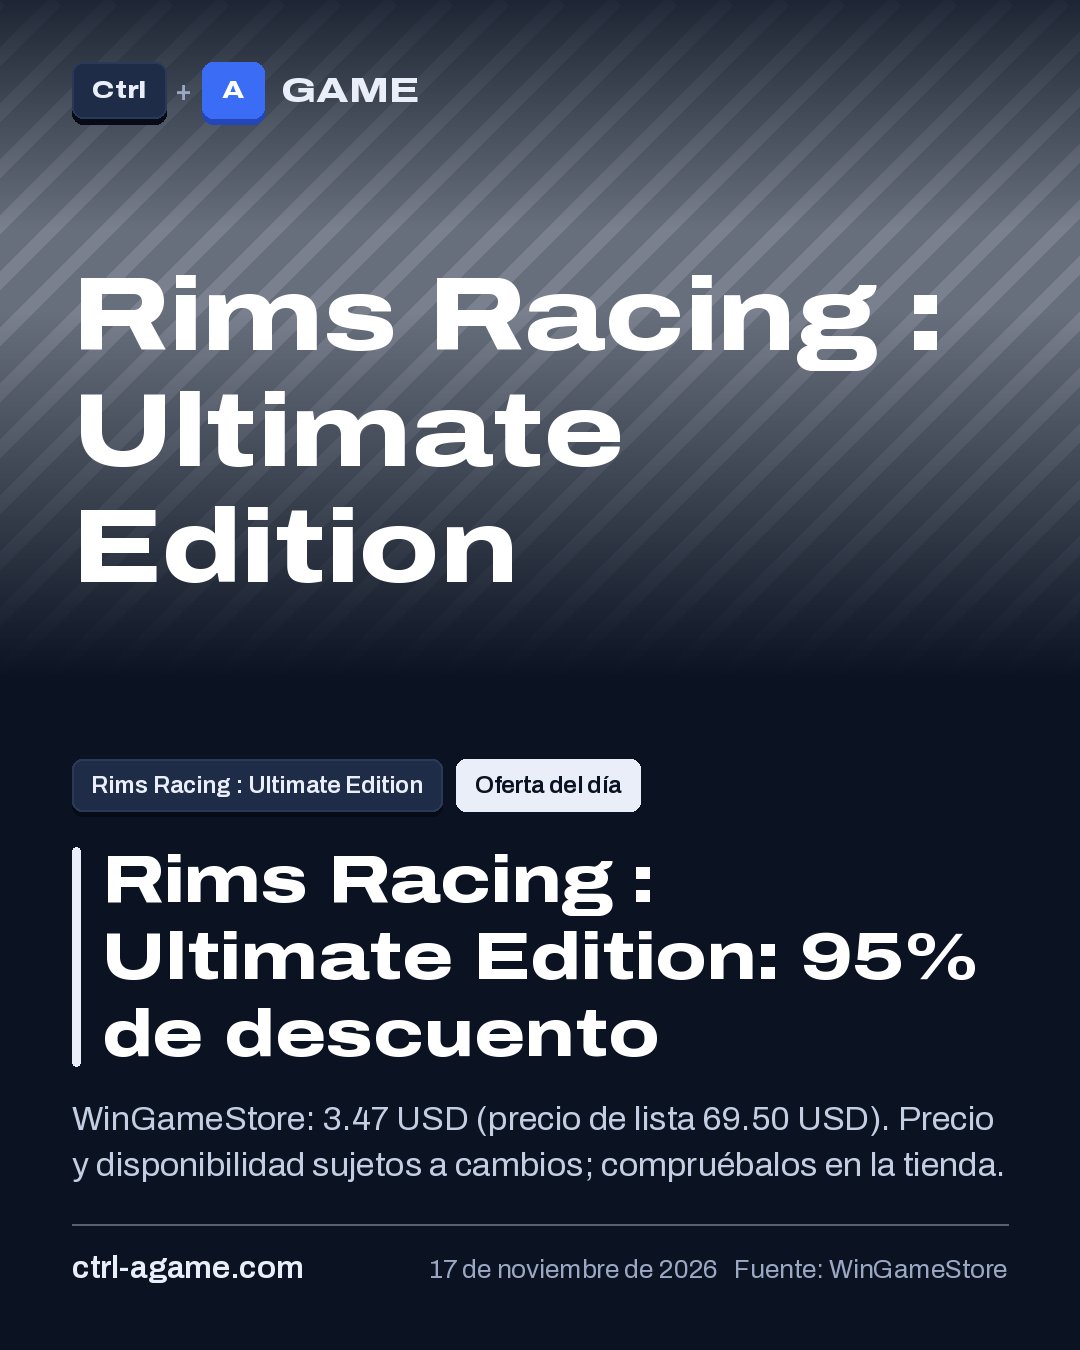 Ctrl + A GAME
Rims Racing :
Ultimate
Edition
Rims Racing : Ultimate Edition
Oferta del día
Rims Racing :
Ultimate Edition: 95%
de descuento
WinGameStore: 3.47 USD (precio de lista 69.50 USD). Precio
y disponibilidad sujetos a cambios; compruébalos en la tienda.
ctrl-agame.com
17 de noviembre de 2026 Fuente: WinGameStore